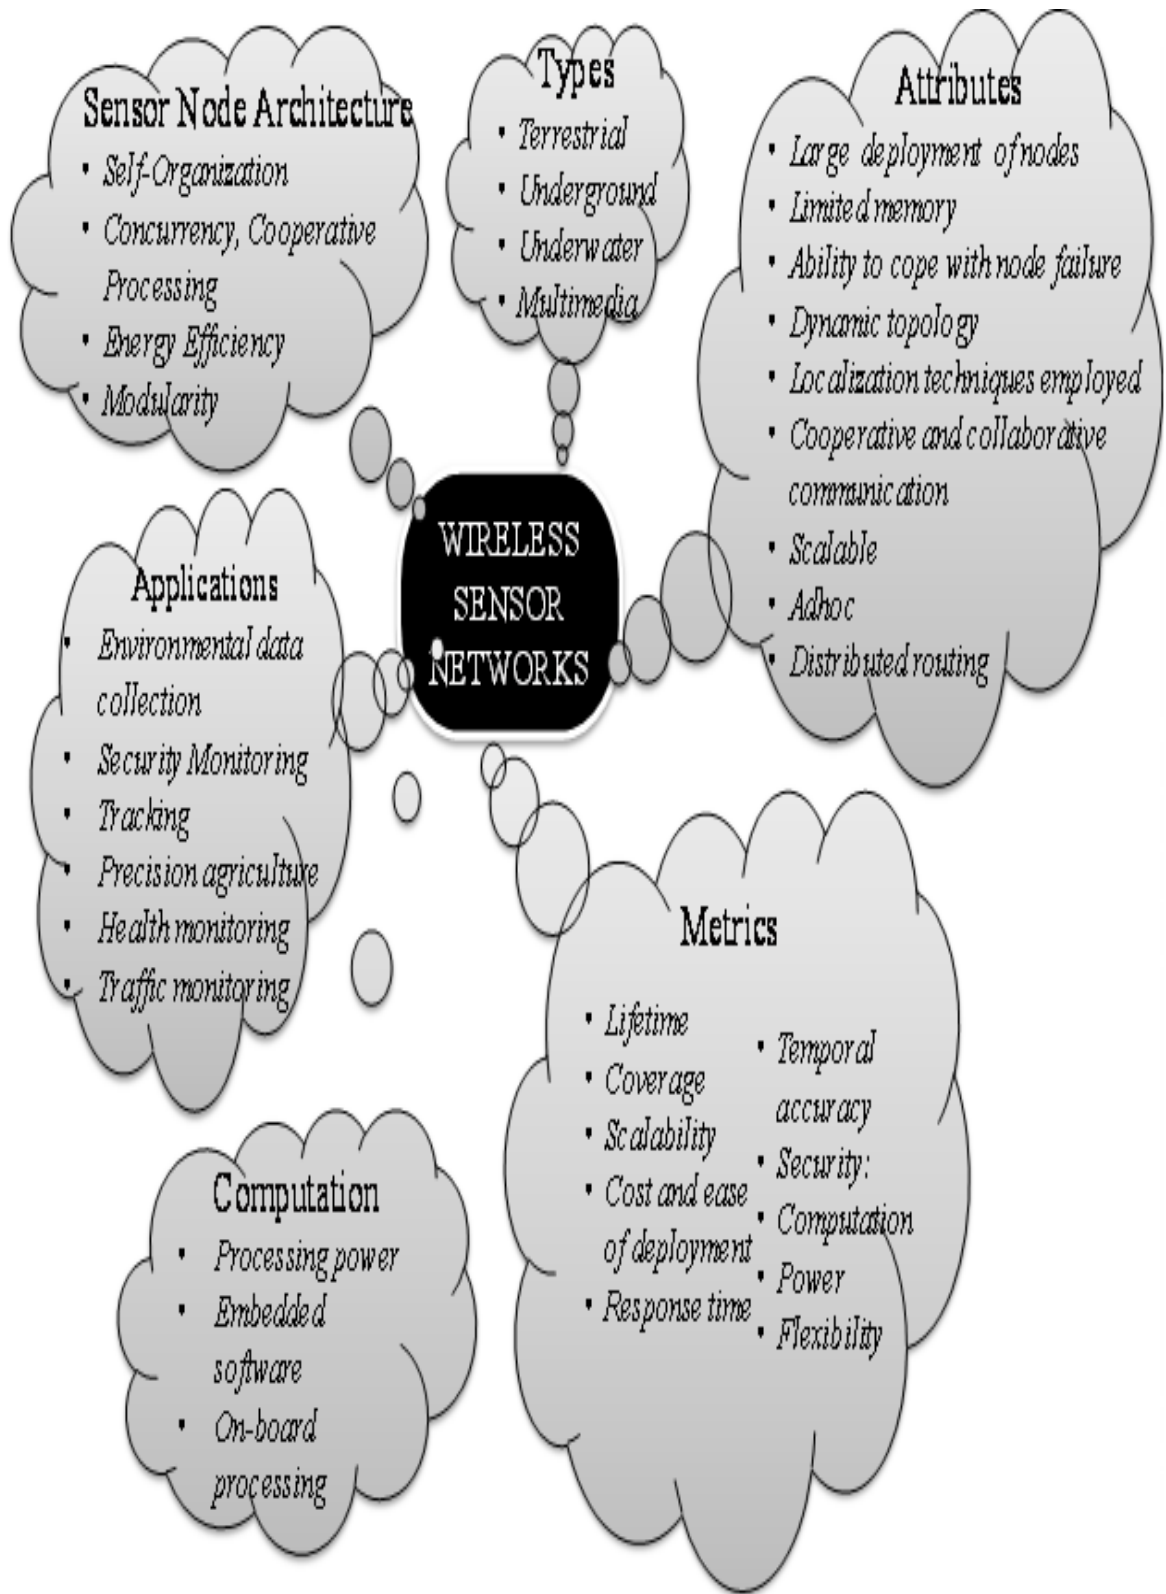 Sensor Node Architecture
• Self-Organization
• Concurrency, Cooperative
Processing
• Energy Efficiency
• Modularity
Types
• Terrestrial
• Underground
• Underwater
• Multimedia
Attributes
• Large deployment of nodes
• Limited memory
• Ability to cope with node failure
• Dynamic topology
• Localization techniques employed
• Cooperative and collaborative
communication
• Scalable
• Adhoc
• Distributed routing
WIRELESS
SENSOR
NETWORKS
Applications
• Environmental data
collection
• Security Monitoring
• Tracking
• Precision agriculture
• Health monitoring
• Traffic monitoring
Metrics
• Lifetime
• Coverage
• Scalability
• Cost and ease
of deployment
• Response time
• Temporal
accuracy
• Security:
• Computation
• Power
• Flexibility
Computation
• Processing power
• Embedded
software
• On-board
processing